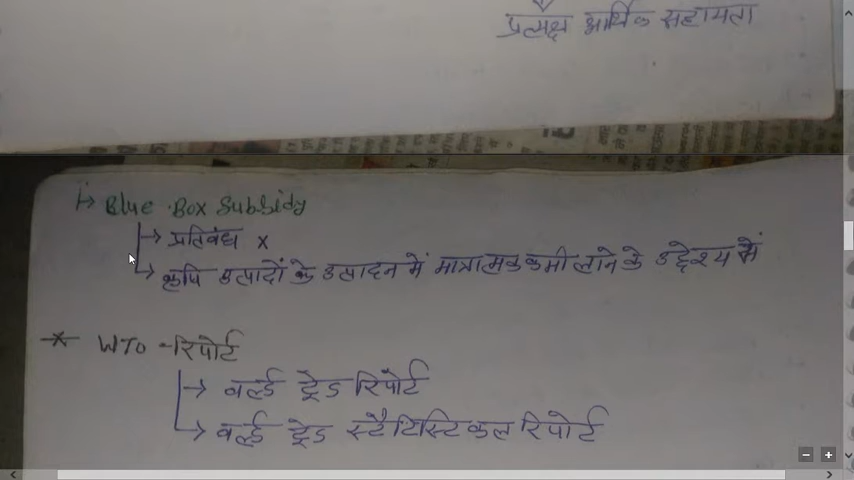 प्रत्यक्ष आर्थिक सहायता
Blue Box Subsidy
प्रतिबंध x
कृषि उत्पादों के उत्पादन में मात्रात्मक कमी लाने के उद्देश्य से
* WTO - रिपोर्ट
वर्ल्ड ट्रेड रिपोर्ट
वर्ल्ड ट्रेड स्टैटिस्टिकल रिपोर्ट